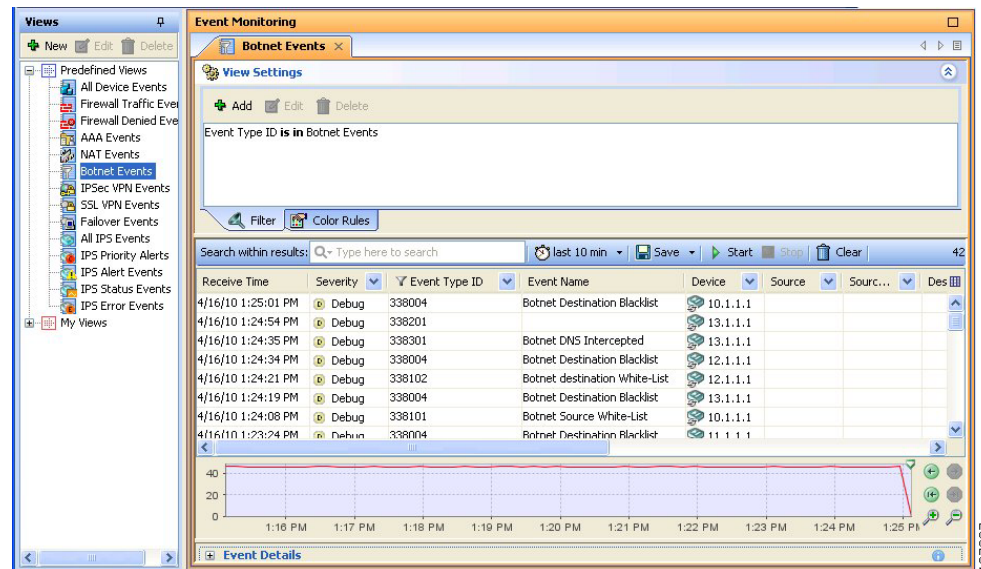 Views
New Edit Delete
Predefined Views
All Device Events
Firewall Traffic Eve
Firewall Denied Eve
AAA Events
NAT Events
Botnet Events
IPSec VPN Events
SSL VPN Events
Failover Events
All IPS Events
IPS Priority Alerts
IPS Alert Events
IPS Status Events
IPS Error Events
My Views
Event Monitoring
Botnet Events
View Settings
Add Edit Delete
Event Type ID is in Botnet Events
Filter Color Rules
Search within results: Type here to search last 10 min Save Start Stop Clear 42
Receive Time Severity Event Type ID Event Name Device Source Sourc... Des
4/16/10 1:25:01 PM D Debug 338004 Botnet Destination Blacklist 10.1.1.1
4/16/10 1:24:54 PM D Debug 338201 13.1.1.1
4/16/10 1:24:35 PM D Debug 338301 Botnet DNS Intercepted 13.1.1.1
4/16/10 1:24:34 PM D Debug 338004 Botnet Destination Blacklist 12.1.1.1
4/16/10 1:24:21 PM D Debug 338102 Botnet destination White-List 12.1.1.1
4/16/10 1:24:19 PM D Debug 338004 Botnet Destination Blacklist 13.1.1.1
4/16/10 1:24:08 PM D Debug 338101 Botnet Source White-List 10.1.1.1
4/16/10 1:23:24 PM D Debug 338004 Botnet Destination Blacklist 11.1.1.1
40
20
0
1:16 PM 1:17 PM 1:18 PM 1:19 PM 1:20 PM 1:21 PM 1:22 PM 1:23 PM 1:24 PM 1:25 PM
Event Details